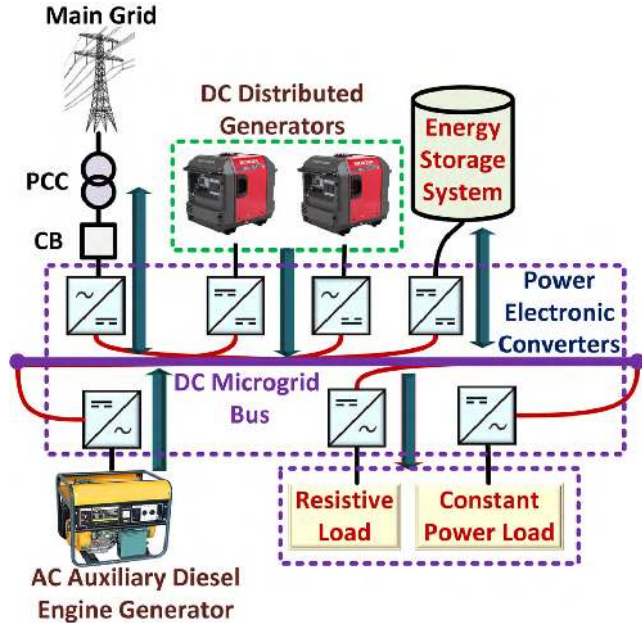 Main Grid
DC Distributed
Generators
Energy
Storage
System
PCC
CB
Power
Electronic
Converters
DC Microgrid
Bus
Resistive
Load
Constant
Power Load
AC Auxiliary Diesel
Engine Generator